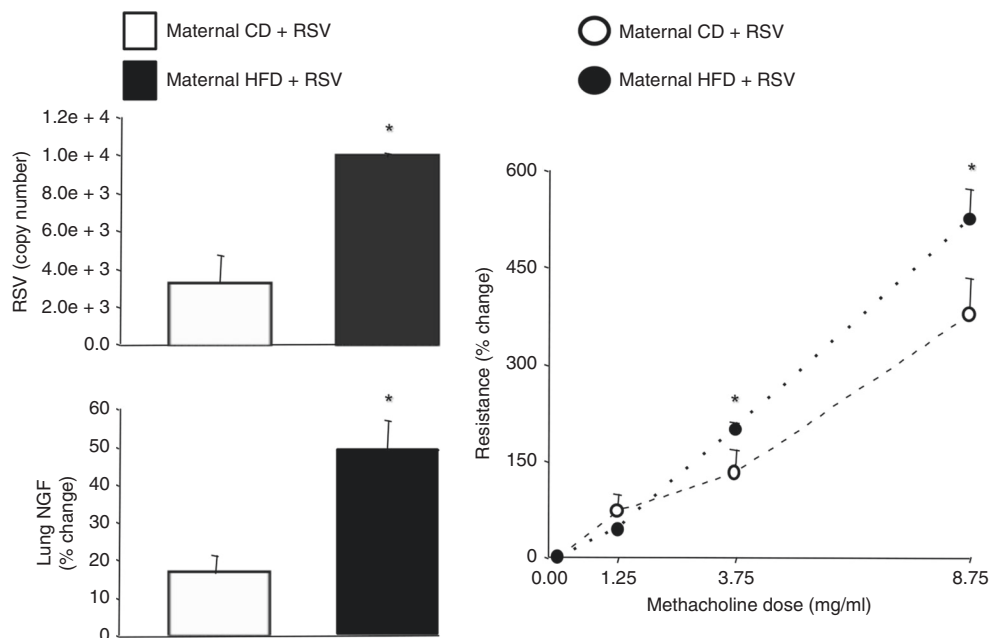 Maternal CD + RSV
Maternal HFD + RSV
RSV (copy number)
1.2e + 4
1.0e + 4
8.0e + 3
6.0e + 3
4.0e + 3
2.0e + 3
0.0
*
Lung NGF
(% change)
60
50
40
30
20
10
0
*
Maternal CD + RSV
Maternal HFD + RSV
Resistance (% change)
600
450
300
150
0
*
*
0.00
1.25
3.75
8.75
Methacholine dose (mg/ml)